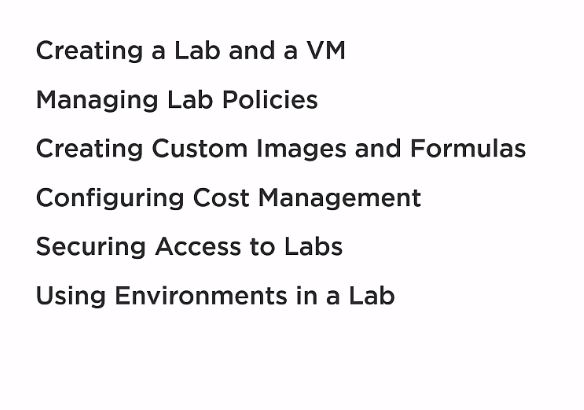 Creating a Lab and a VM
Managing Lab Policies
Creating Custom Images and Formulas
Configuring Cost Management
Securing Access to Labs
Using Environments in a Lab